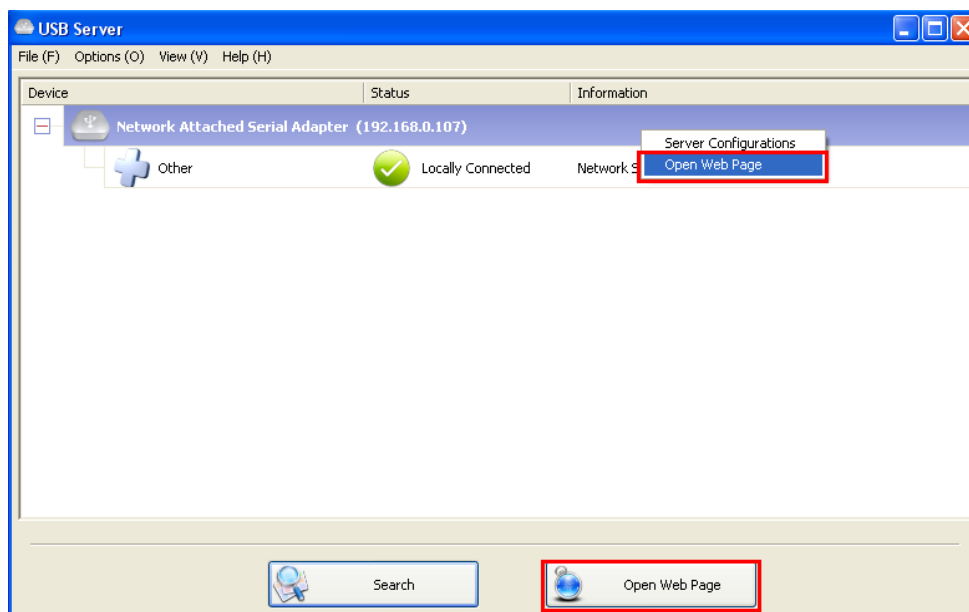 USB Server
File (F) Options (O) View (V) Help (H)
Device Status Information
Network Attached Serial Adapter (192.168.0.107)
Server Configurations
Other Locally Connected Network S
Open Web Page
Search Open Web Page